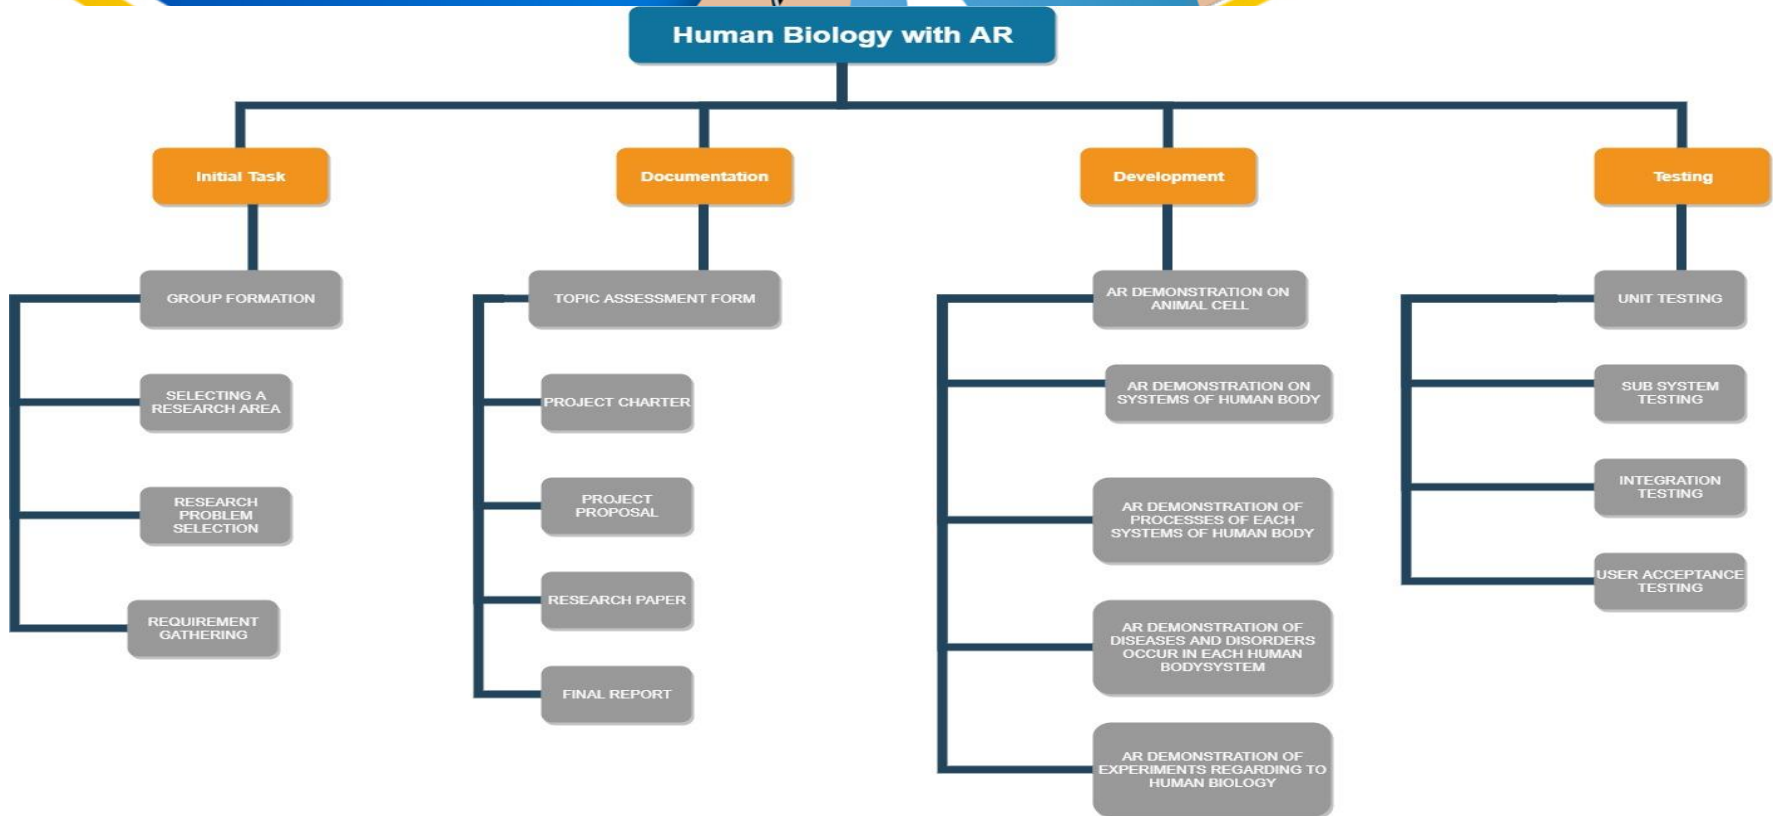 Human Biology with AR
Initial Task
Documentation
Development
Testing
GROUP FORMATION
SELECTING A
RESEARCH AREA
RESEARCH
PROBLEM
SELECTION
REQUIREMENT
GATHERING
TOPIC ASSESSMENT FORM
PROJECT CHARTER
PROJECT
PROPOSAL
RESEARCH PAPER
FINAL REPORT
AR DEMONSTRATION ON
ANIMAL CELL
AR DEMONSTRATION ON
SYSTEMS OF HUMAN BODY
AR DEMONSTRATION OF
PROCESSES OF EACH
SYSTEMS OF HUMAN BODY
AR DEMONSTRATION OF
DISEASES AND DISORDERS
OCCUR IN EACH HUMAN
BODYSYSTEM
AR DEMONSTRATION OF
EXPERIMENTS REGARDING TO
HUMAN BIOLOGY
UNIT TESTING
SUB SYSTEM
TESTING
INTEGRATION
TESTING
USER ACCEPTANCE
TESTING